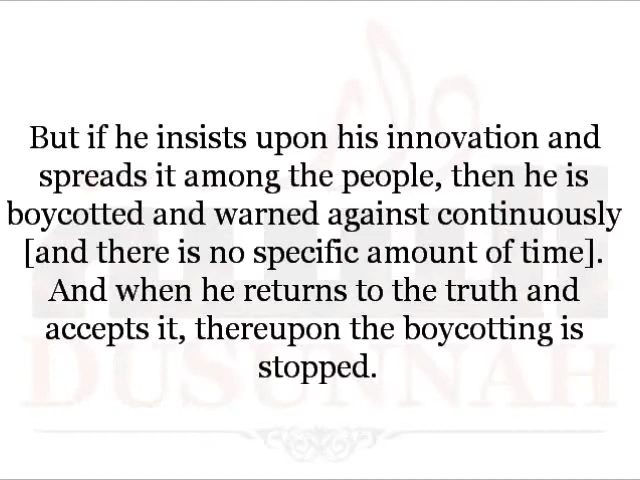 But if he insists upon his innovation and
spreads it among the people, then he is
boycotted and warned against continuously
[and there is no specific amount of time].
And when he returns to the truth and
accepts it, thereupon the boycotting is
stopped.
DUSUNNAH